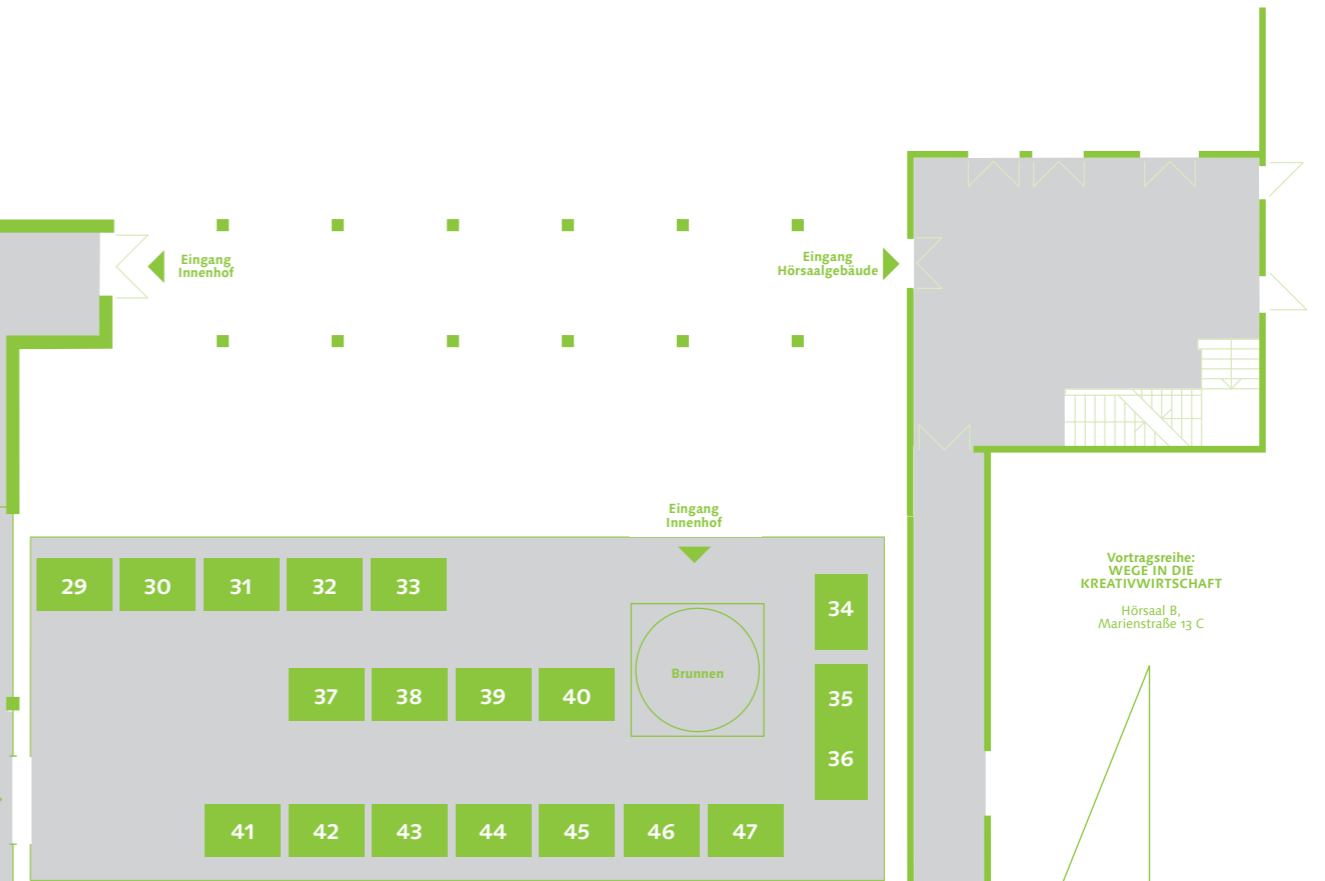 Eingang
Innenhof
Eingang
Hörsaalgebäude
Eingang
Innenhof
29
30
31
32
33
34
35
36
37
38
39
40
Brunnen
41
42
43
44
45
46
47
Vortragsreihe:
WEGE IN DIE
KREATIVWIRTSCHAFT
Hörsaal B,
Marienstraße 13 C